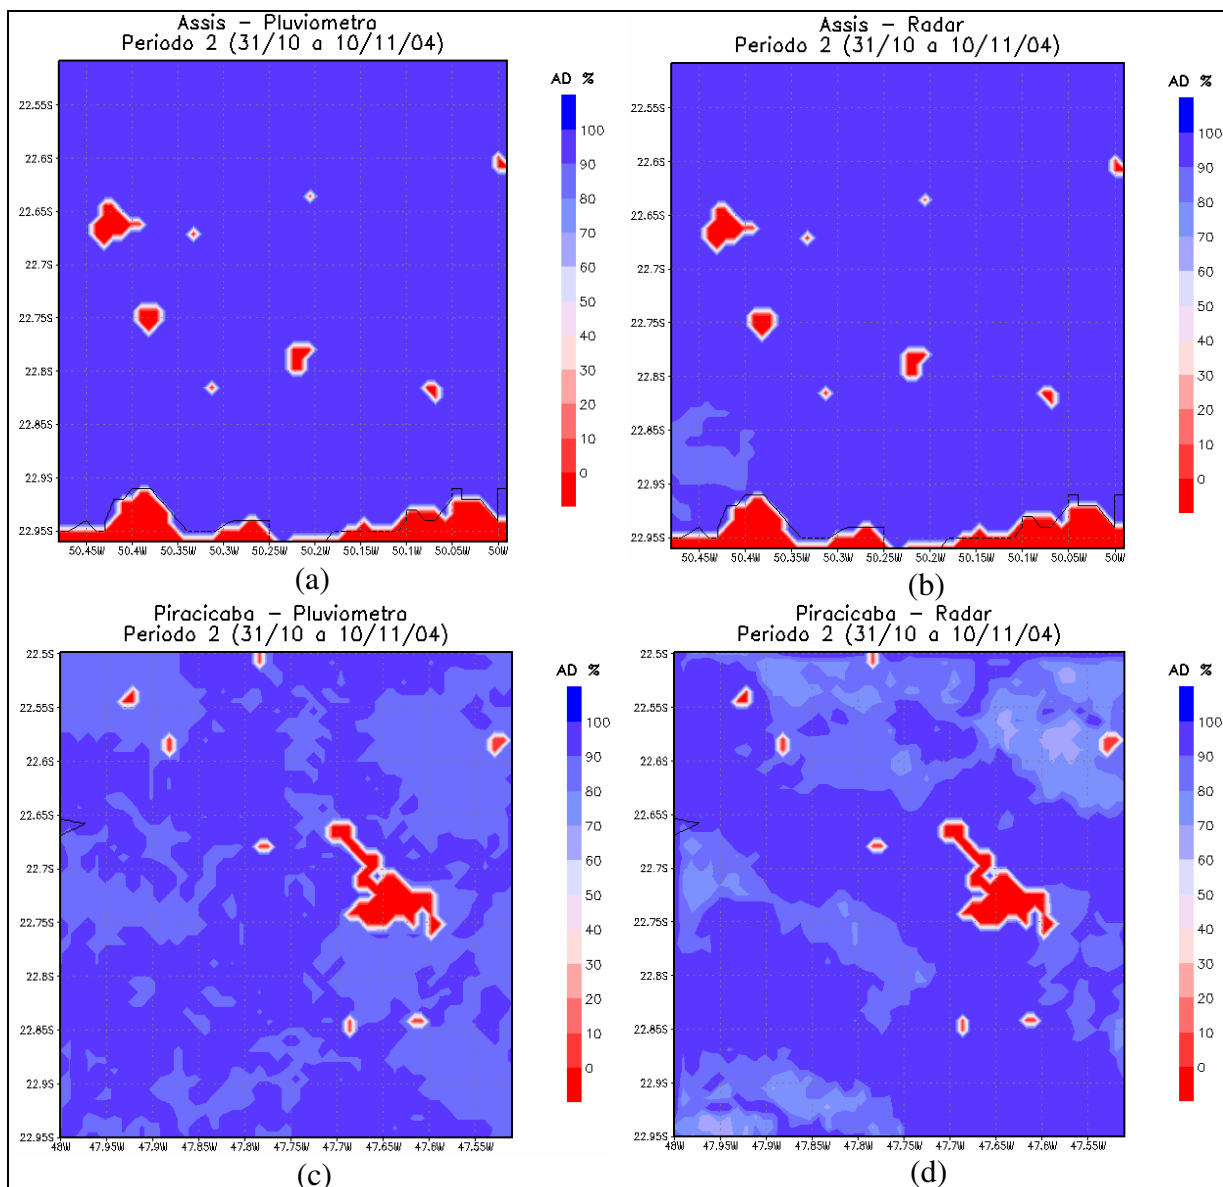 Assis – Pluviometro
Periodo 2 (31/10 a 10/11/04)
AD %
100
90
80
70
60
50
40
30
20
10
0
22.55S
22.6S
22.65S
22.7S
22.75S
22.8S
22.85S
22.9S
22.95S
50.45W 50.4W 50.35W 50.3W 50.25W 50.2W 50.15W 50.1W 50.05W 50W
(a)
Assis – Radar
Periodo 2 (31/10 a 10/11/04)
AD %
100
90
80
70
60
50
40
30
20
10
0
22.55S
22.6S
22.65S
22.7S
22.75S
22.8S
22.85S
22.9S
22.95S
50.45W 50.4W 50.35W 50.3W 50.25W 50.2W 50.15W 50.1W 50.05W 50W
(b)
Piracicaba – Pluviometro
Periodo 2 (31/10 a 10/11/04)
AD %
100
90
80
70
60
50
40
30
20
10
0
22.5S
22.55S
22.6S
22.65S
22.7S
22.75S
22.8S
22.85S
22.9S
22.95S
48W 47.95W 47.9W 47.85W 47.8W 47.75W 47.7W 47.65W 47.6W 47.55W
(c)
Piracicaba – Radar
Periodo 2 (31/10 a 10/11/04)
AD %
100
90
80
70
60
50
40
30
20
10
0
22.5S
22.55S
22.6S
22.65S
22.7S
22.75S
22.8S
22.85S
22.9S
22.95S
48W 47.95W 47.9W 47.85W 47.8W 47.75W 47.7W 47.65W 47.6W 47.55W
(d)